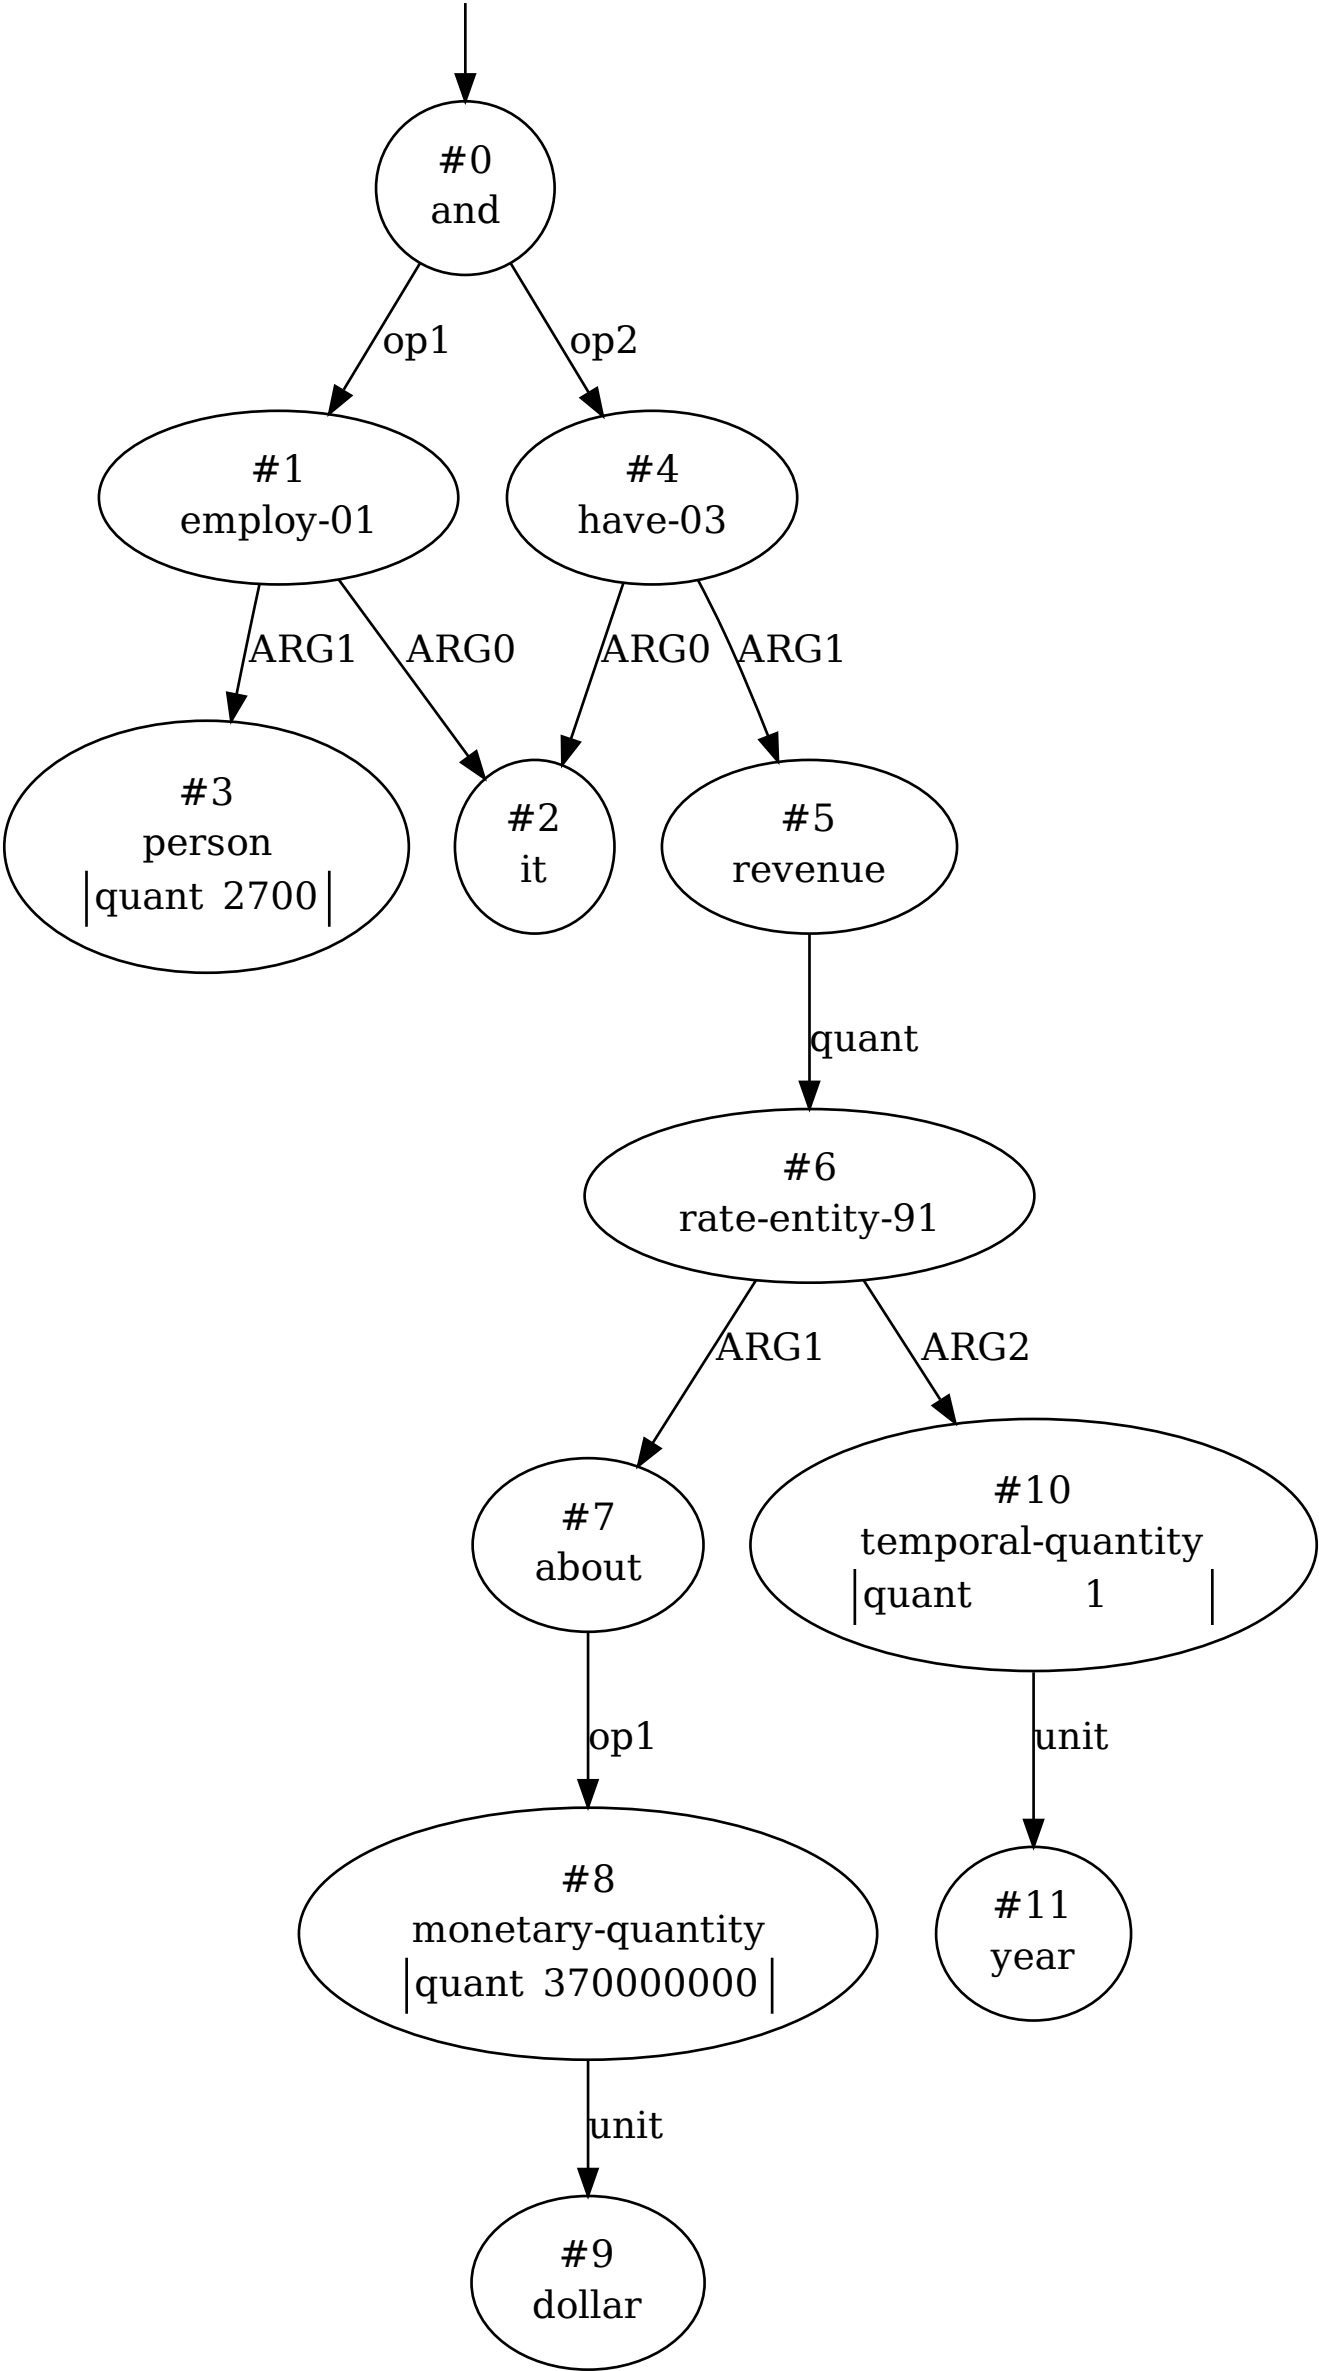 #0
and
op1
op2
#1
employ-01
#4
have-03
ARG1
ARG0
ARG0
ARG1
#3
person
quant 2700
#2
it
#5
revenue
quant
#6
rate-entity-91
ARG1
ARG2
#7
about
#10
temporal-quantity
quant 1
op1
unit
#8
monetary-quantity
quant 370000000
#11
year
unit
#9
dollar